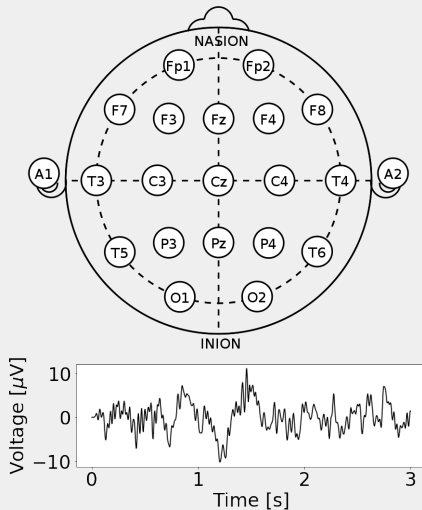 NASION
Fp1 Fp2
F7 F3 Fz F4 F8
A1 T3 C3 Cz C4 T4 A2
T5 P3 Pz P4 T6
O1 O2
INION
Voltage [μV]
10
0
−10
0 1 2 3
Time [s]